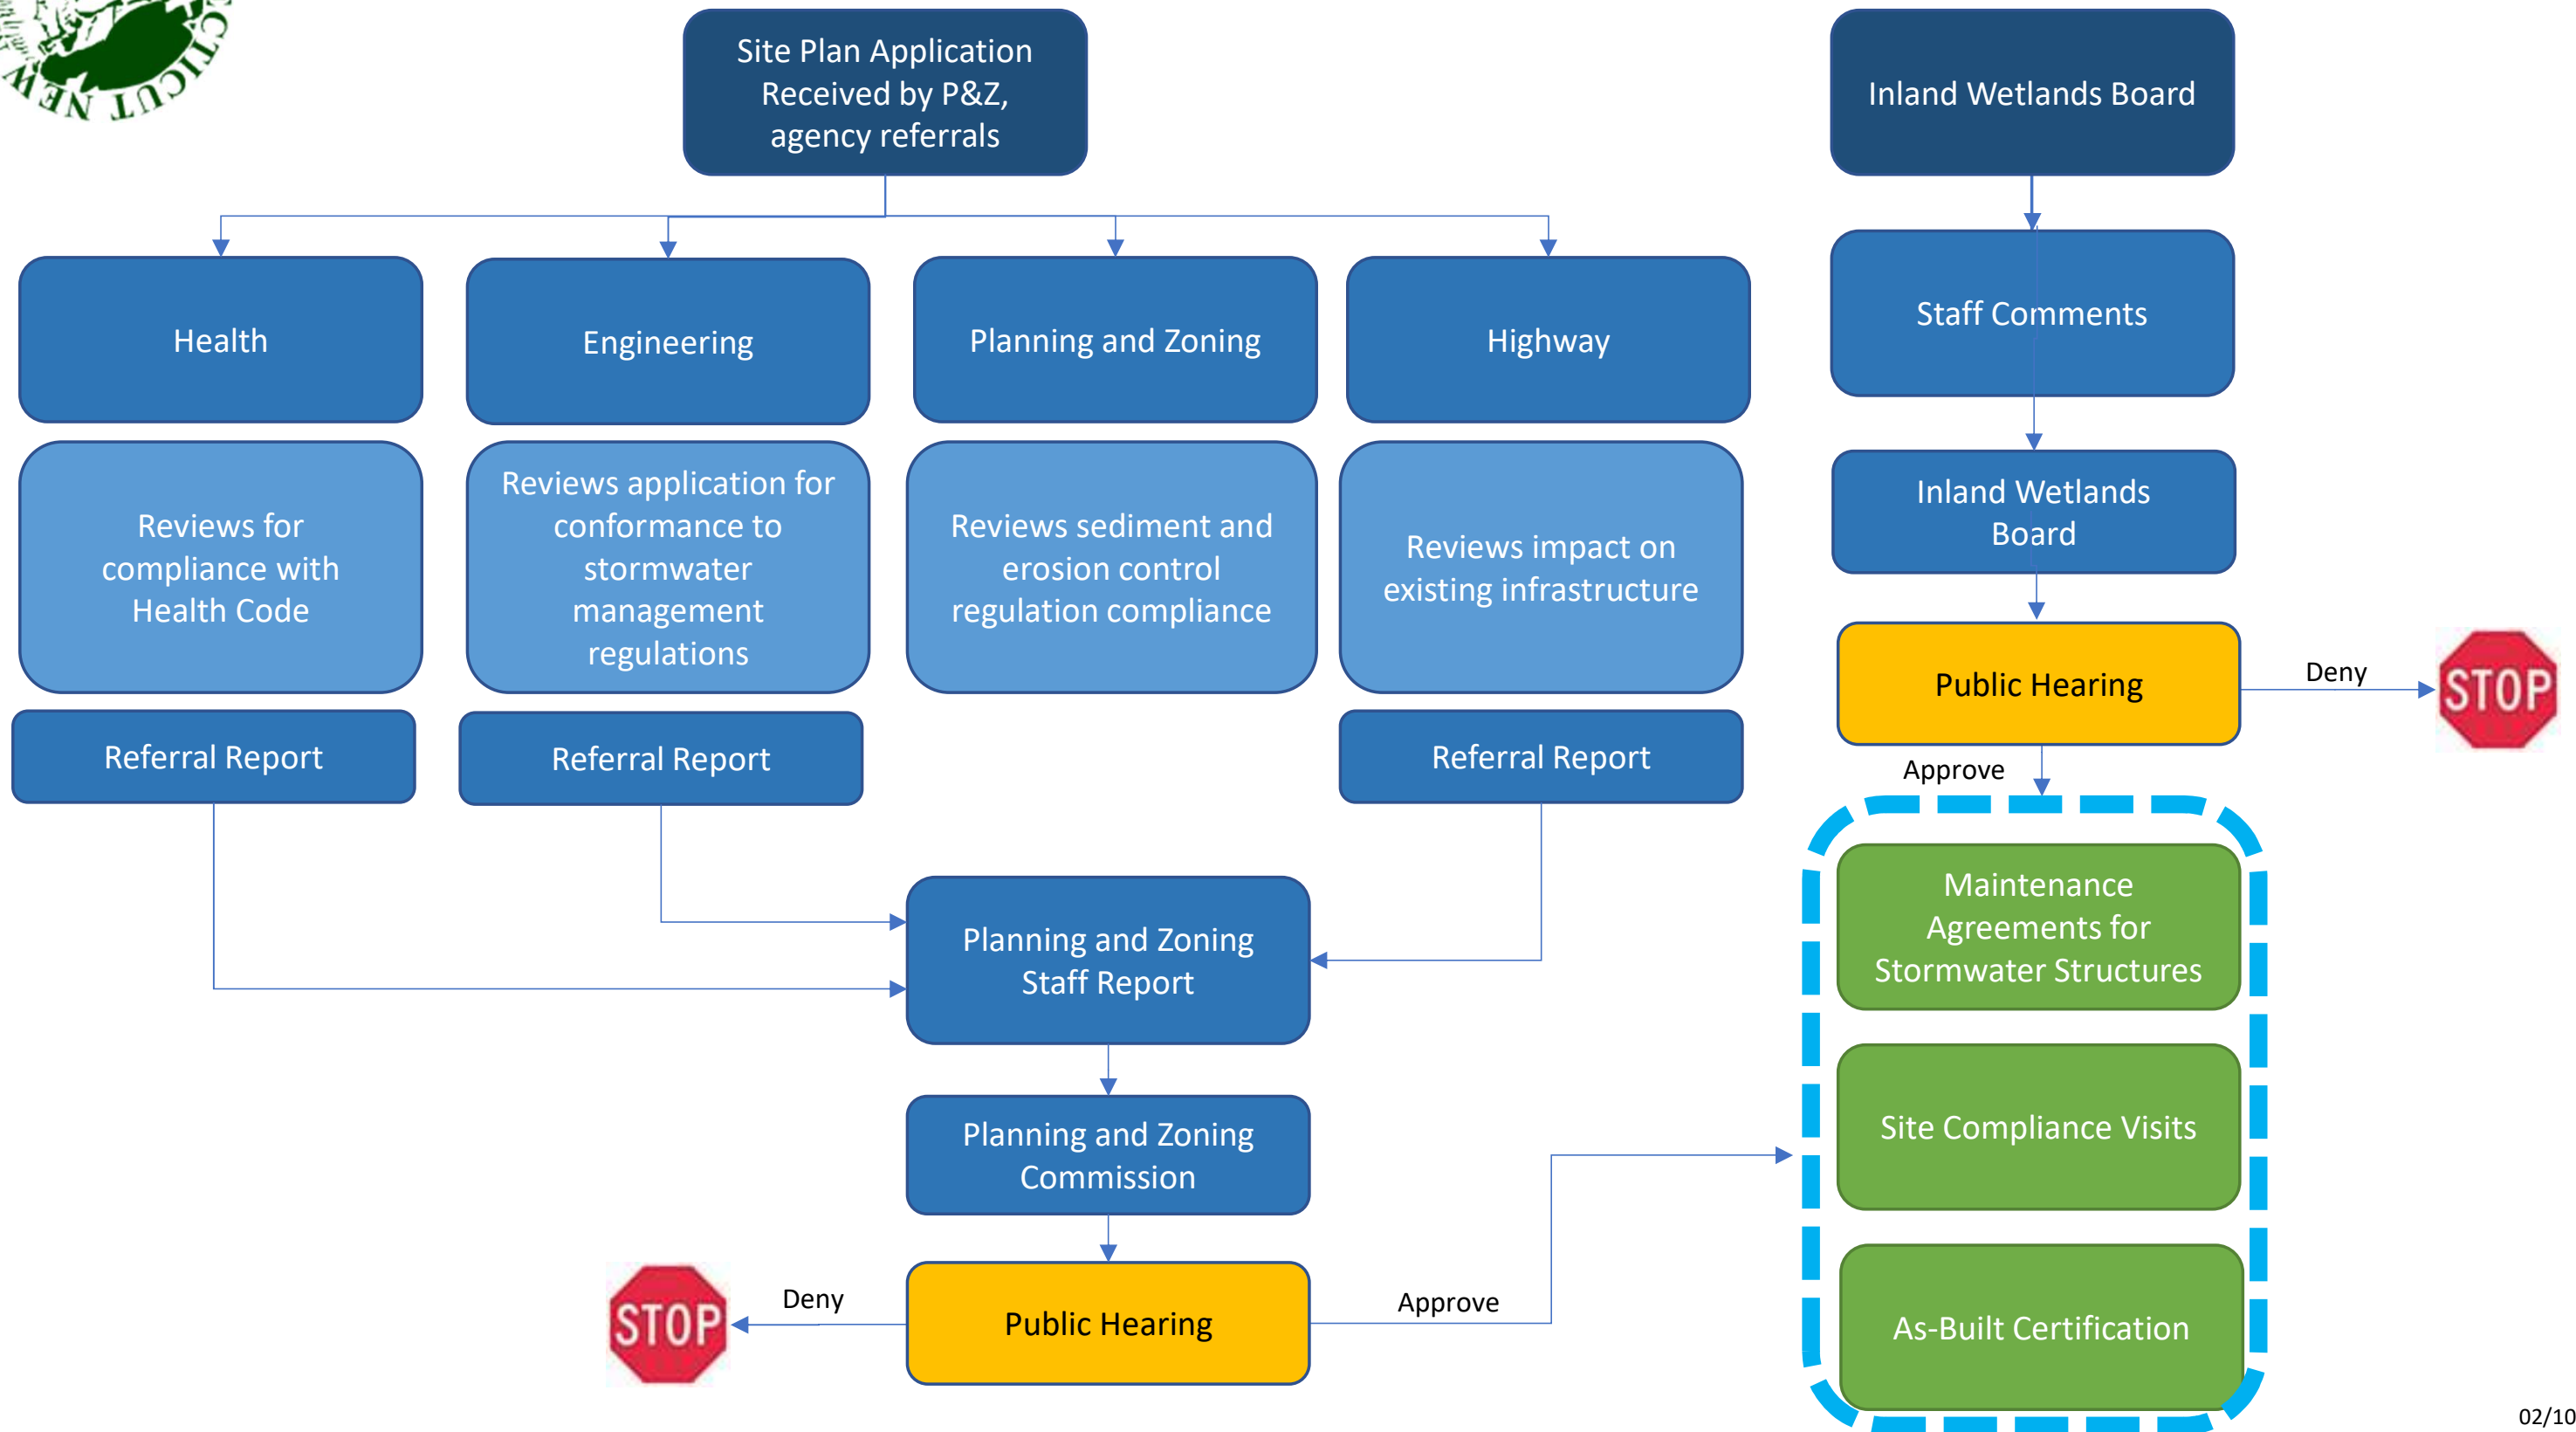 CTICUT NEW
Site Plan Application
Received by P&Z,
agency referrals
Inland Wetlands Board
Health
Engineering
Planning and Zoning
Highway
Staff Comments
Reviews for
compliance with
Health Code
Reviews application for
conformance to
stormwater
management
regulations
Reviews sediment and
erosion control
regulation compliance
Reviews impact on
existing infrastructure
Inland Wetlands
Board
Public Hearing
Deny
STOP
Referral Report
Referral Report
Referral Report
Approve
Maintenance
Agreements for
Stormwater Structures
Planning and Zoning
Staff Report
Planning and Zoning
Commission
Site Compliance Visits
STOP
Deny
Public Hearing
Approve
As-Built Certification
02/10